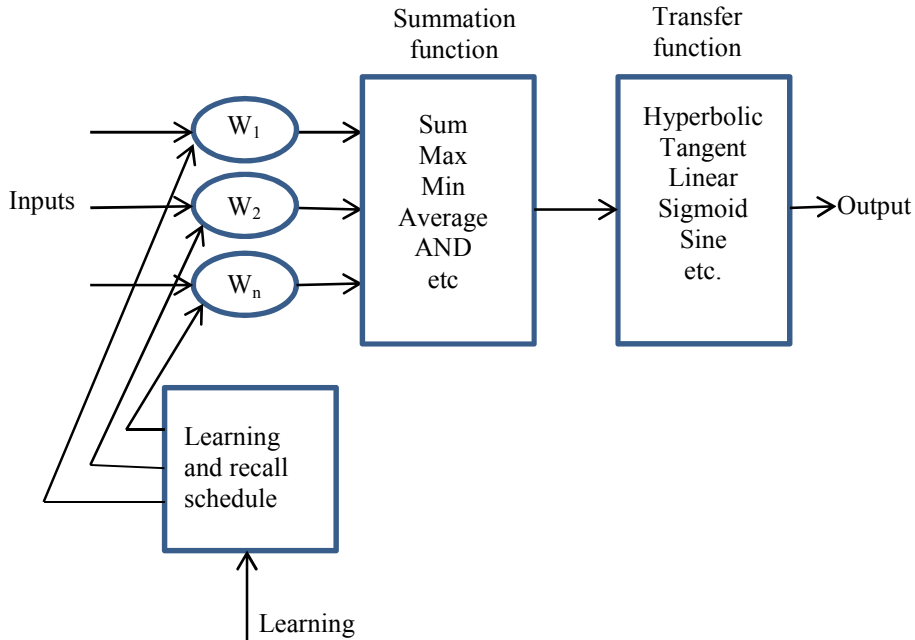 Summation
function
Transfer
function
Inputs
W1
W2
Wn
Sum
Max
Min
Average
AND
etc
Hyperbolic
Tangent
Linear
Sigmoid
Sine
etc.
Output
Learning
and recall
schedule
Learning